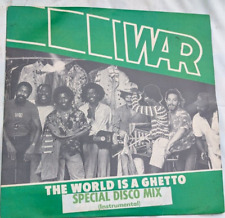 WAR
THE WORLD IS A GHETTO
SPECIAL DISCO MIX
(Instrumental)